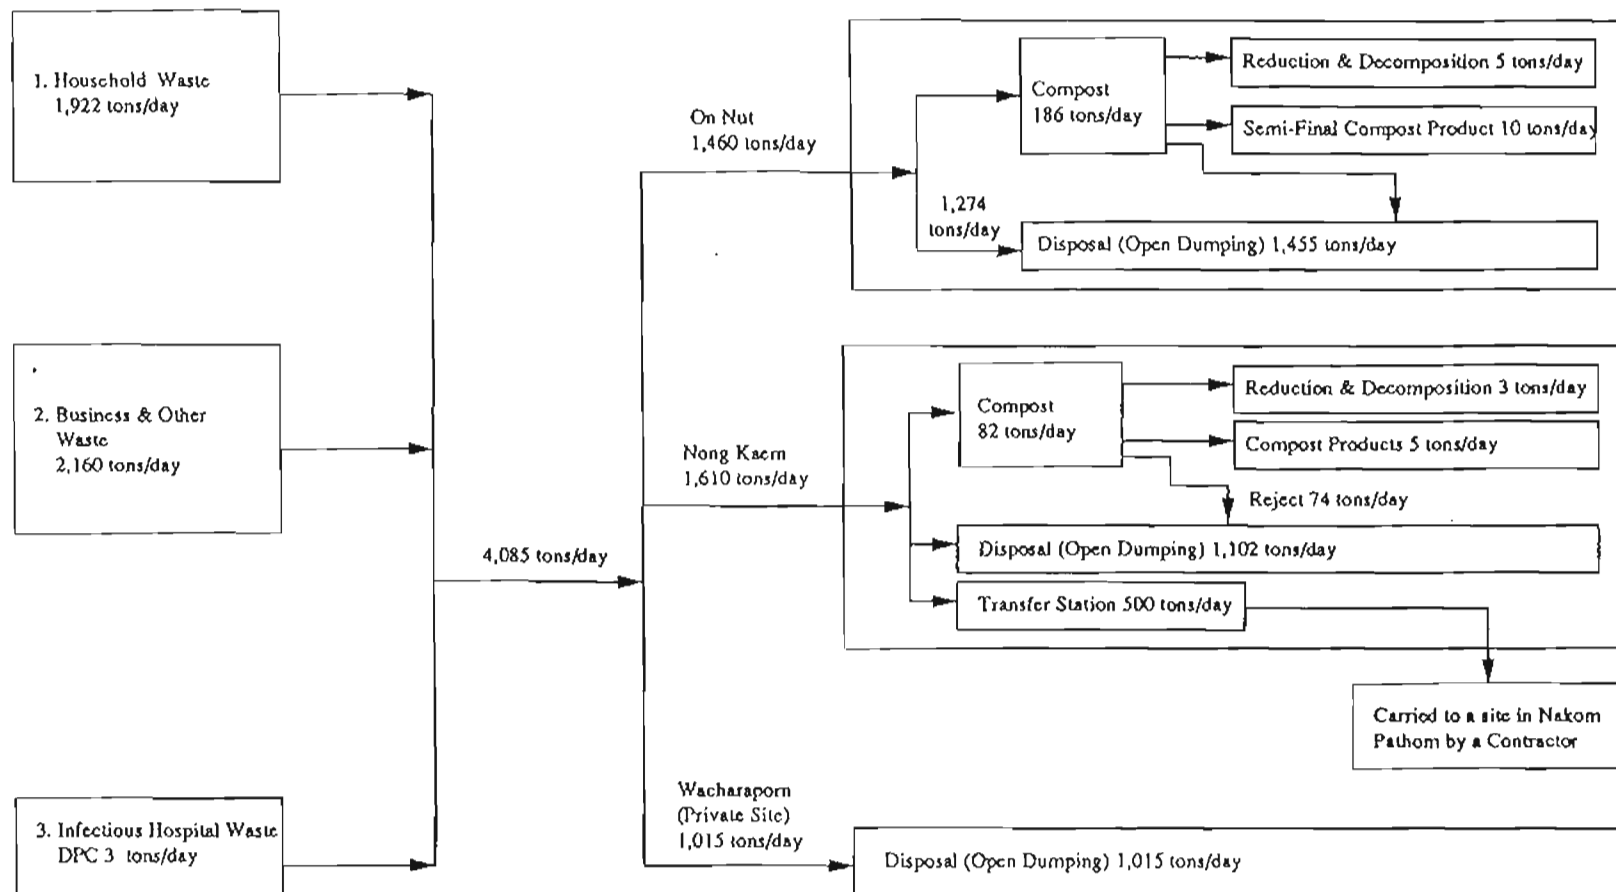 1. Household Waste
1,922 tons/day
2. Business & Other
Waste
2,160 tons/day
3. Infectious Hospital Waste
DPC 3 tons/day
4,085 tons/day
On Nut
1,460 tons/day
Compost
186 tons/day
Reduction & Decomposition 5 tons/day
Semi-Final Compost Product 10 tons/day
1,274
tons/day
Disposal (Open Dumping) 1,455 tons/day
Nong Kaem
1,610 tons/day
Compost
82 tons/day
Reduction & Decomposition 3 tons/day
Compost Products 5 tons/day
Reject 74 tons/day
Disposal (Open Dumping) 1,102 tons/day
Transfer Station 500 tons/day
Carried to a site in Nakom
Pathom by a Contractor
Wacharaporn
(Private Site)
1,015 tons/day
Disposal (Open Dumping) 1,015 tons/day